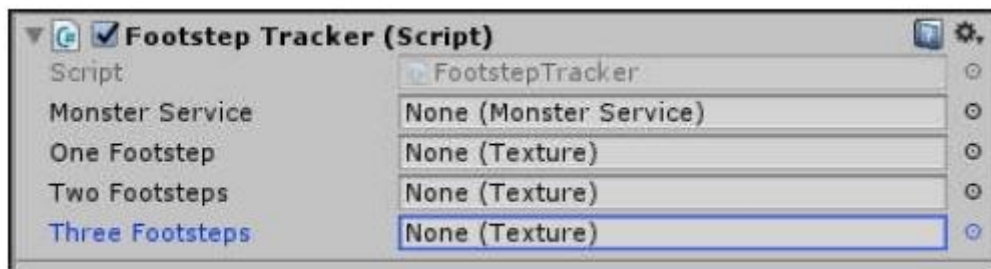 Footstep Tracker (Script)
Script FootstepTracker
Monster Service None (Monster Service)
One Footstep None (Texture)
Two Footsteps None (Texture)
Three Footsteps None (Texture)